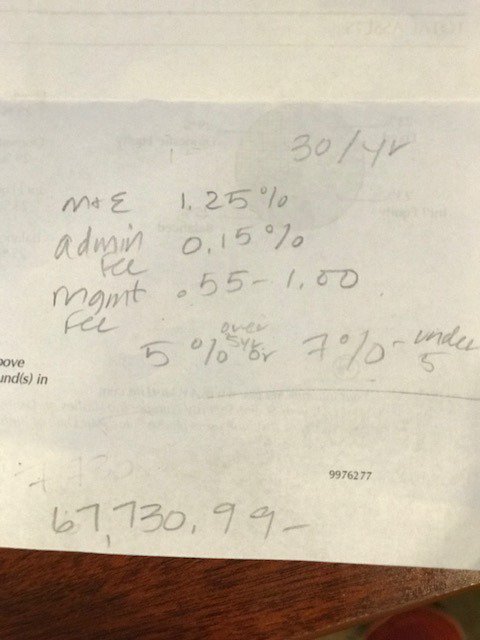 30/yr
M+E 1.25%
admin Fee 0.15%
mgmt Fee .55-1.00
5% over 5yr or 7% - under 5
und(s) in
9976277
67,730.99-